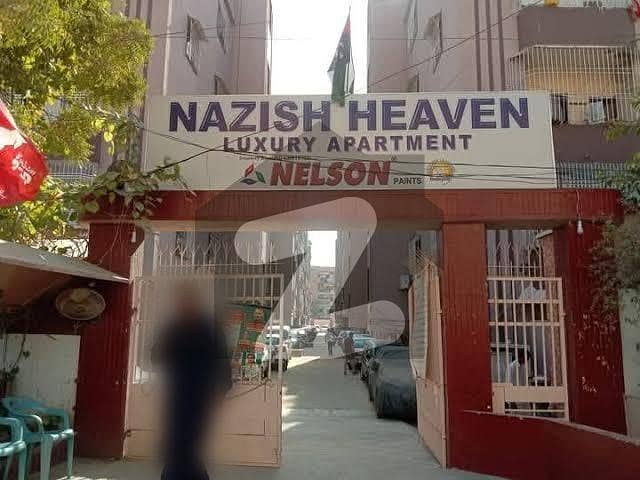 NAZISH HEAVEN
LUXURY APARTMENT
NELSON
PAINTS